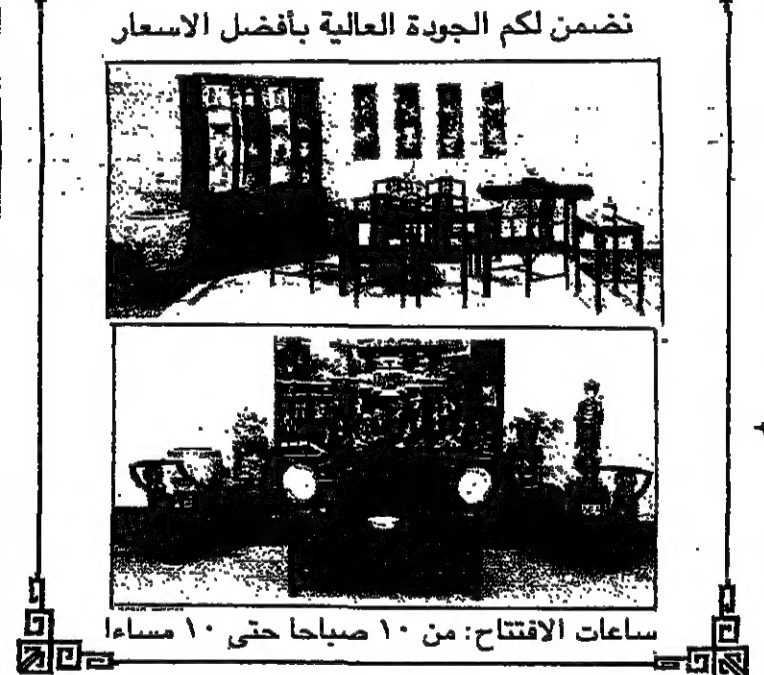 نضمن لكم الجودة العالية بأفضل الاسعار
ساعات الافتتاح: من ١٠ صباحاً حتى ١٠ مساءا